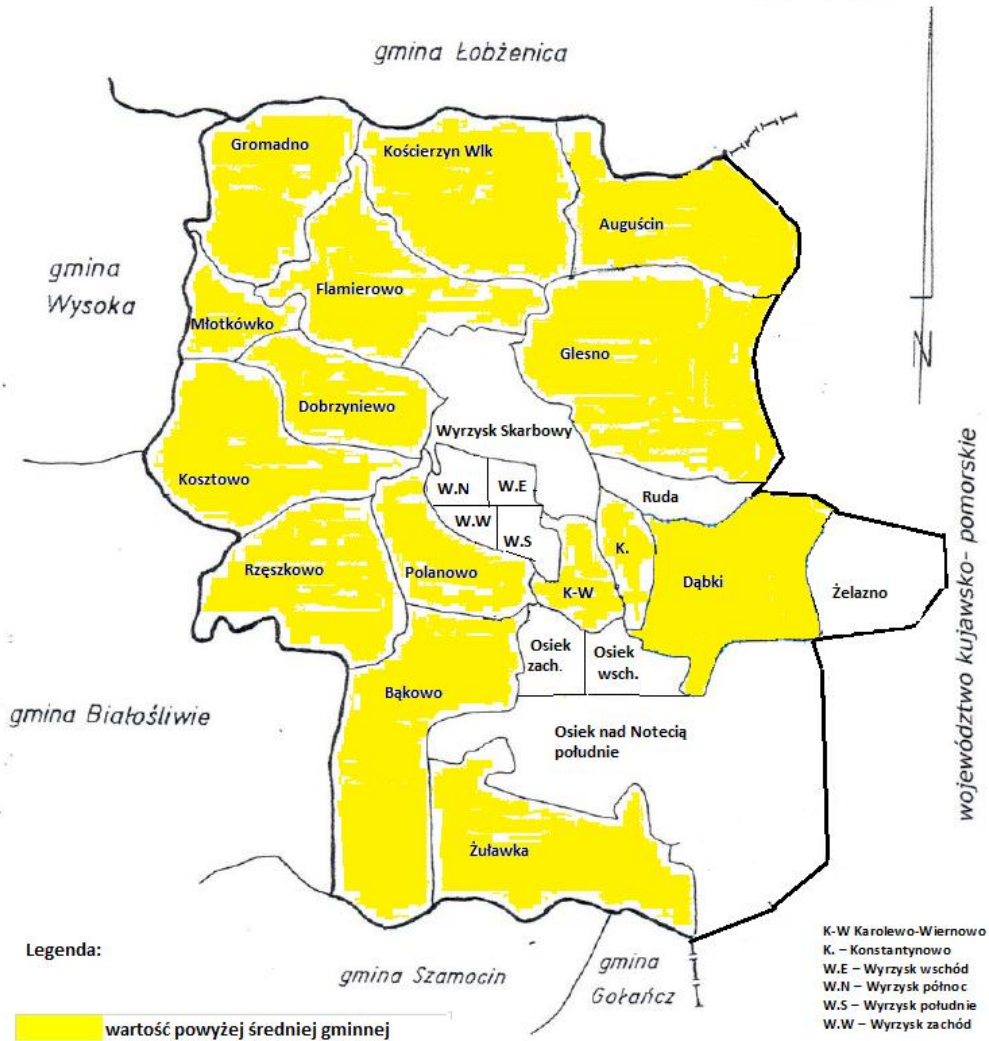 gmina Łobżenica
Gromadno
Kościerzyn Wlk
Auguścin
gmina
Wysoka
Flamierowo
Młotkówko
Glesno
N
Dobrzyniewo
Wyrzysk Skarbowy
Kosztowo
W.N
W.E
Ruda
W.W
W.S
K.
Rzęszkowo
Polanowo
K-W
Dąbki
Żelazno
Osiek
zach.
Osiek
wsch.
Bąkowo
gmina Białośliwie
Osiek nad Notecią
południe
województwo kujawsko- pomorskie
Żuławka
Legenda:
gmina Szamocin
gmina
Gołańcz
K-W Karolewo-Wiernowo
K. – Konstantynowo
W.E – Wyrzysk wschód
W.N – Wyrzysk północ
W.S – Wyrzysk południe
W.W – Wyrzysk zachód
wartość powyżej średniej gminnej